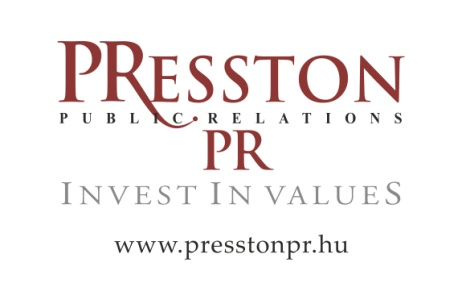 PRESSTON
PUBLIC•RELATIONS
PR
INVEST IN VALUES
www.presstonpr.hu